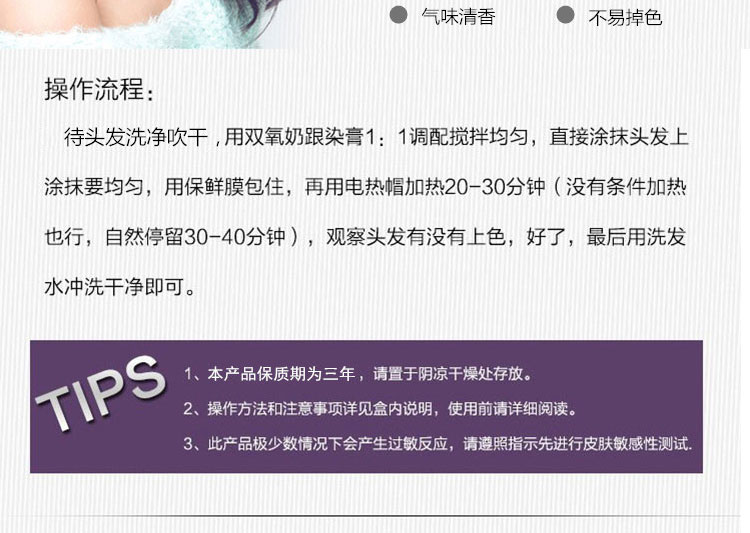 气味清香 不易掉色
操作流程：
待头发洗净吹干，用双氧奶跟染膏1：1调配搅拌均匀，直接涂抹头发上
涂抹要均匀，用保鲜膜包住，再用电热帽加热20-30分钟（没有条件加热
也行，自然停留30-40分钟），观察头发有没有上色，好了，最后用洗发
水冲洗干净即可。
TIPS
1、本产品保质期为三年，请置于阴凉干燥处存放。
2、操作方法和注意事项详见盒内说明，使用前请详细阅读。
3、此产品极少数情况下会产生过敏反应，请遵照指示先进行皮肤敏感性测试.